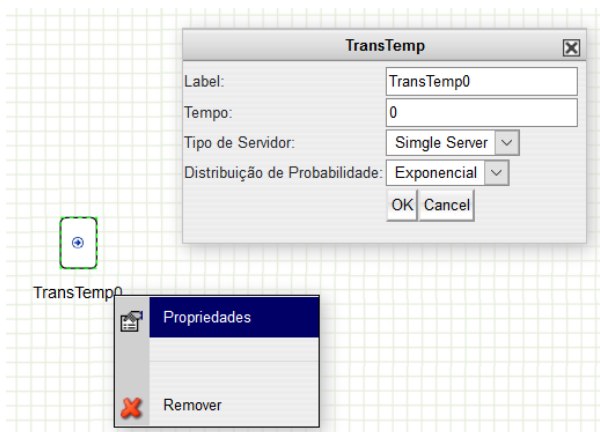 TransTemp
Label: TransTemp0
Tempo: 0
Tipo de Servidor: Simgle Server
Distribuição de Probabilidade: Exponencial
OK Cancel
TransTemp0
Propriedades
Remover